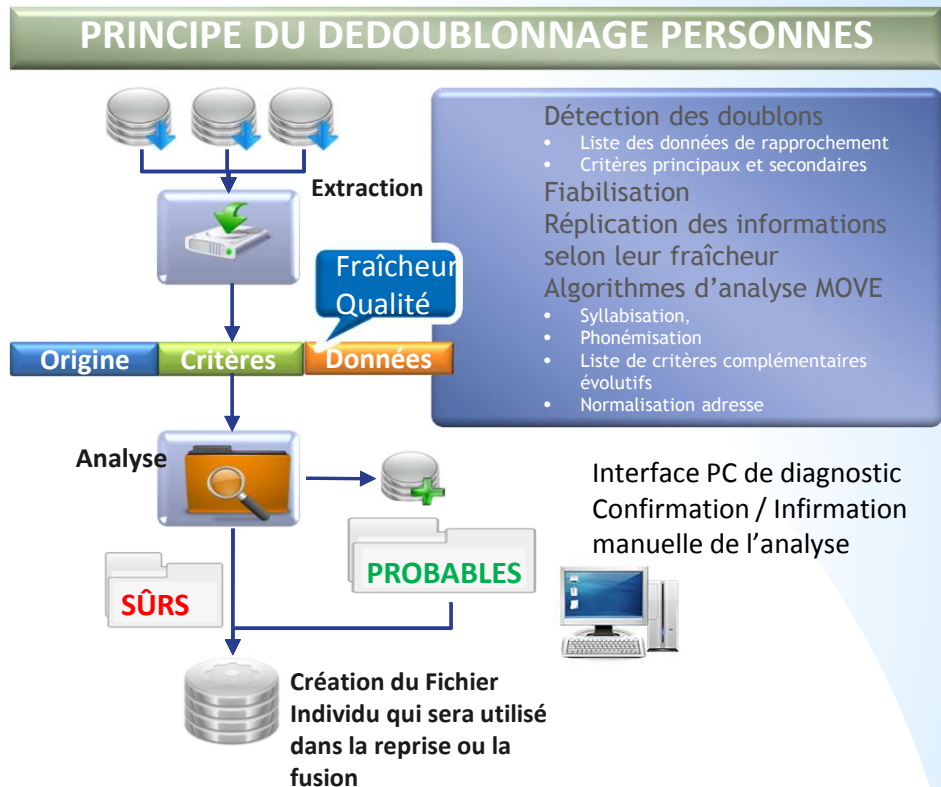 PRINCIPE DU DEDOUBLONNAGE PERSONNES
Extraction
Fraîcheur
Qualité
Origine
Critères
Données
Détection des doublons
• Liste des données de rapprochement
• Critères principaux et secondaires
Fiabilisation
Réplication des informations
selon leur fraîcheur
Algorithmes d’analyse MOVE
• Syllabisation,
• Phonémisation
• Liste de critères complémentaires
évolutifs
• Normalisation adresse
Analyse
SÛRS
PROBABLES
Interface PC de diagnostic
Confirmation / Infirmation
manuelle de l’analyse
Création du Fichier
Individu qui sera utilisé
dans la reprise ou la
fusion